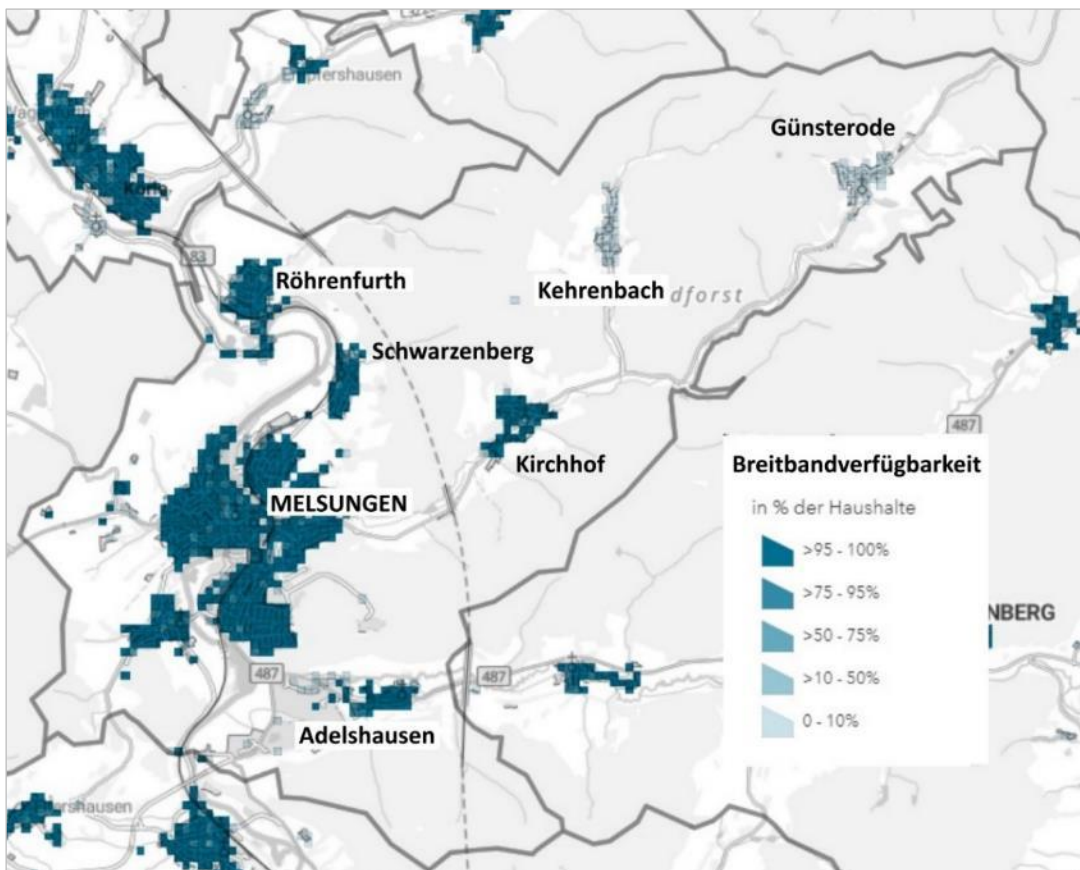 Günsterode
83
Röhrenfurth
Kehrenbach
dforst
Schwarzenberg
487
Kirchhof
MELSUNGEN
Breitbandverfügbarkeit
in % der Haushalte
>95 - 100%
>75 - 95%
>50 - 75%
>10 - 50%
0 - 10%
NBERG
487
487
Adelshausen